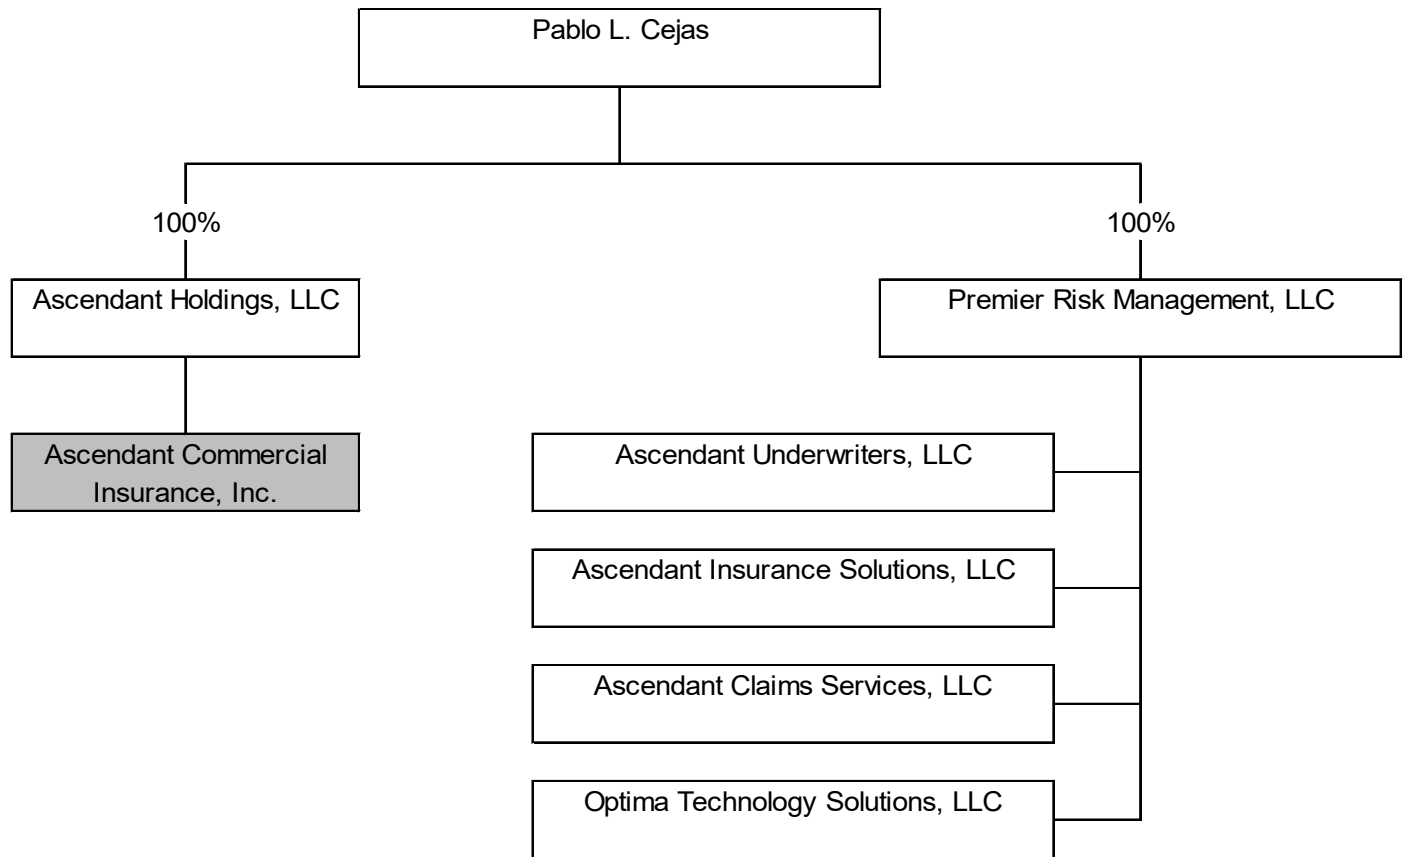 Pablo L. Cejas
100%
100%
Ascendant Holdings, LLC
Premier Risk Management, LLC
Ascendant Commercial
Insurance, Inc.
Ascendant Underwriters, LLC
Ascendant Insurance Solutions, LLC
Ascendant Claims Services, LLC
Optima Technology Solutions, LLC